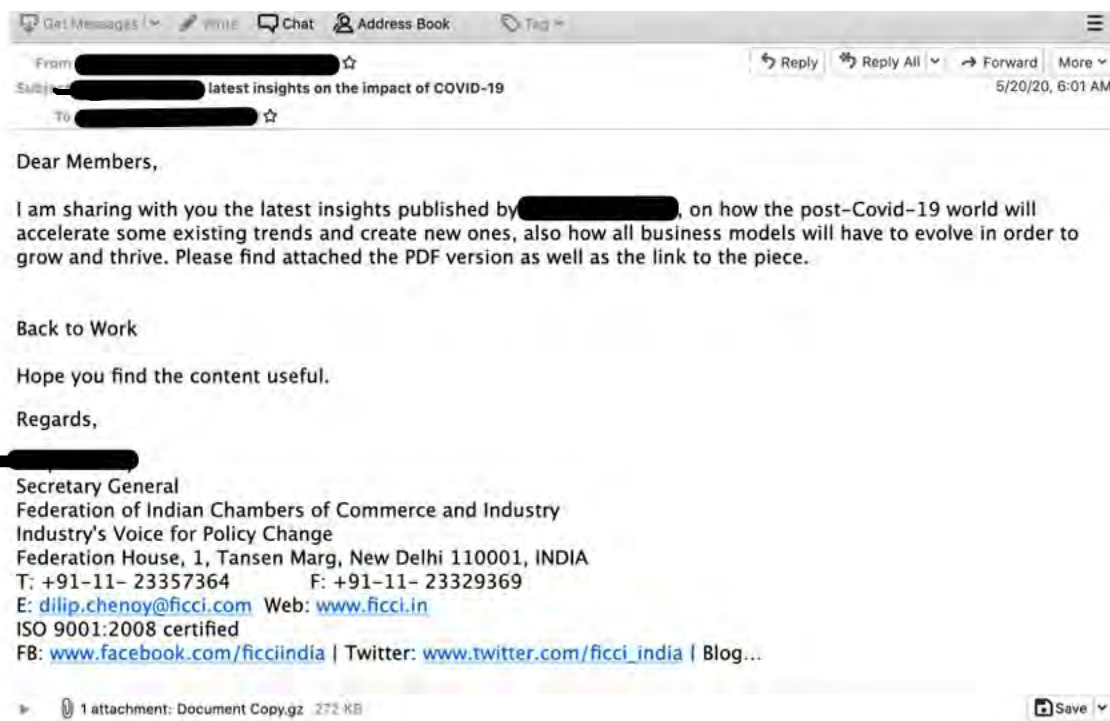 Get Messages Write Chat Address Book Tag
From
Reply Reply All Forward More
Subject latest insights on the impact of COVID-19 5/20/20, 6:01 AM
To
Dear Members,
I am sharing with you the latest insights published by , on how the post-Covid-19 world will
accelerate some existing trends and create new ones, also how all business models will have to evolve in order to
grow and thrive. Please find attached the PDF version as well as the link to the piece.
Back to Work
Hope you find the content useful.
Regards,
Secretary General
Federation of Indian Chambers of Commerce and Industry
Industry's Voice for Policy Change
Federation House, 1, Tansen Marg, New Delhi 110001, INDIA
T: +91-11- 23357364 F: +91-11- 23329369
E: dilip.chenoy@ficci.com Web: www.ficci.in
ISO 9001:2008 certified
FB: www.facebook.com/ficciindia | Twitter: www.twitter.com/ficci_india | Blog...
1 attachment: Document Copy.gz 272 KB Save